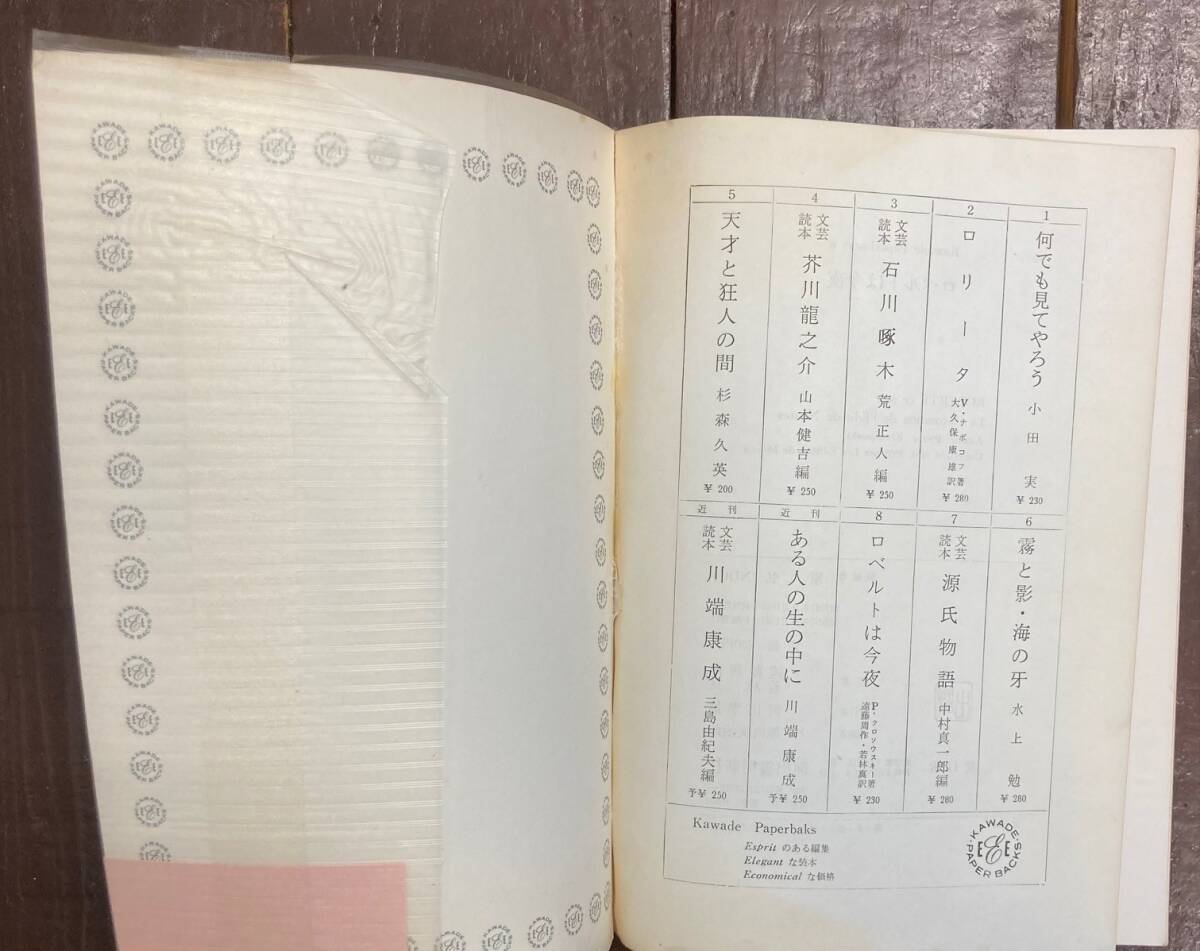 1
何でも見てやろう 小田 実
¥230
2
ロリータ V・ナボコフ著
大久保康雄訳
¥280
3
文芸読本 石川啄木 荒正人編
¥250
4
文芸読本 芥川龍之介 山本健吉編
¥250
5
天才と狂人の間 杉森久英
¥200
6
霧と影・海の牙 水上 勉
¥280
7
文芸読本 源氏物語 中村真一郎編
¥280
8
ロベルトは今夜 P・クロソウスキー著
遠藤周作・若林真訳
¥230
近刊
ある人の生の中に 川端康成
予¥250
近刊
文芸読本 川端康成 三島由紀夫編
予¥250
Kawade Paperbaks
Esprit のある編集
Elegant な装本
Economical な価格
・KAWADE・
EEE
PAPER BACKS